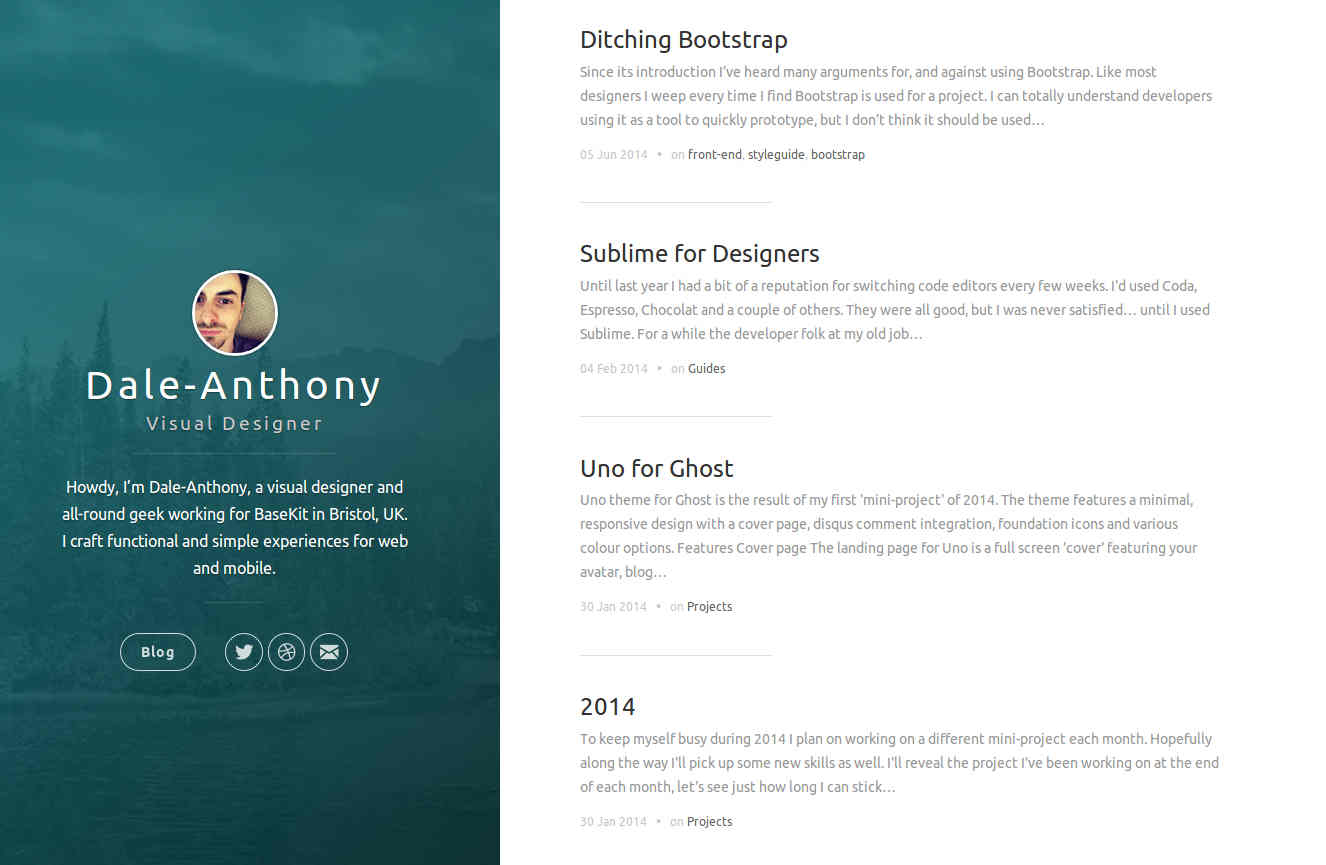 Dale-Anthony
Visual Designer
Howdy, I'm Dale-Anthony, a visual designer and
all-round geek working for BaseKit in Bristol, UK.
I craft functional and simple experiences for web
and mobile.
Blog
Ditching Bootstrap
Since its introduction I've heard many arguments for, and against using Bootstrap. Like most
designers I weep every time I find Bootstrap is used for a project. I can totally understand developers
using it as a tool to quickly prototype, but I don't think it should be used…
05 Jun 2014 • on front-end, styleguide, bootstrap
Sublime for Designers
Until last year I had a bit of a reputation for switching code editors every few weeks. I'd used Coda,
Espresso, Chocolat and a couple of others. They were all good, but I was never satisfied… until I used
Sublime. For a while the developer folk at my old job…
04 Feb 2014 • on Guides
Uno for Ghost
Uno theme for Ghost is the result of my first 'mini-project' of 2014. The theme features a minimal,
responsive design with a cover page, disqus comment integration, foundation icons and various
colour options. Features Cover page The landing page for Uno is a full screen 'cover' featuring your
avatar, blog…
30 Jan 2014 • on Projects
2014
To keep myself busy during 2014 I plan on working on a different mini-project each month. Hopefully
along the way I'll pick up some new skills as well. I'll reveal the project I've been working on at the end
of each month, let's see just how long I can stick…
30 Jan 2014 • on Projects